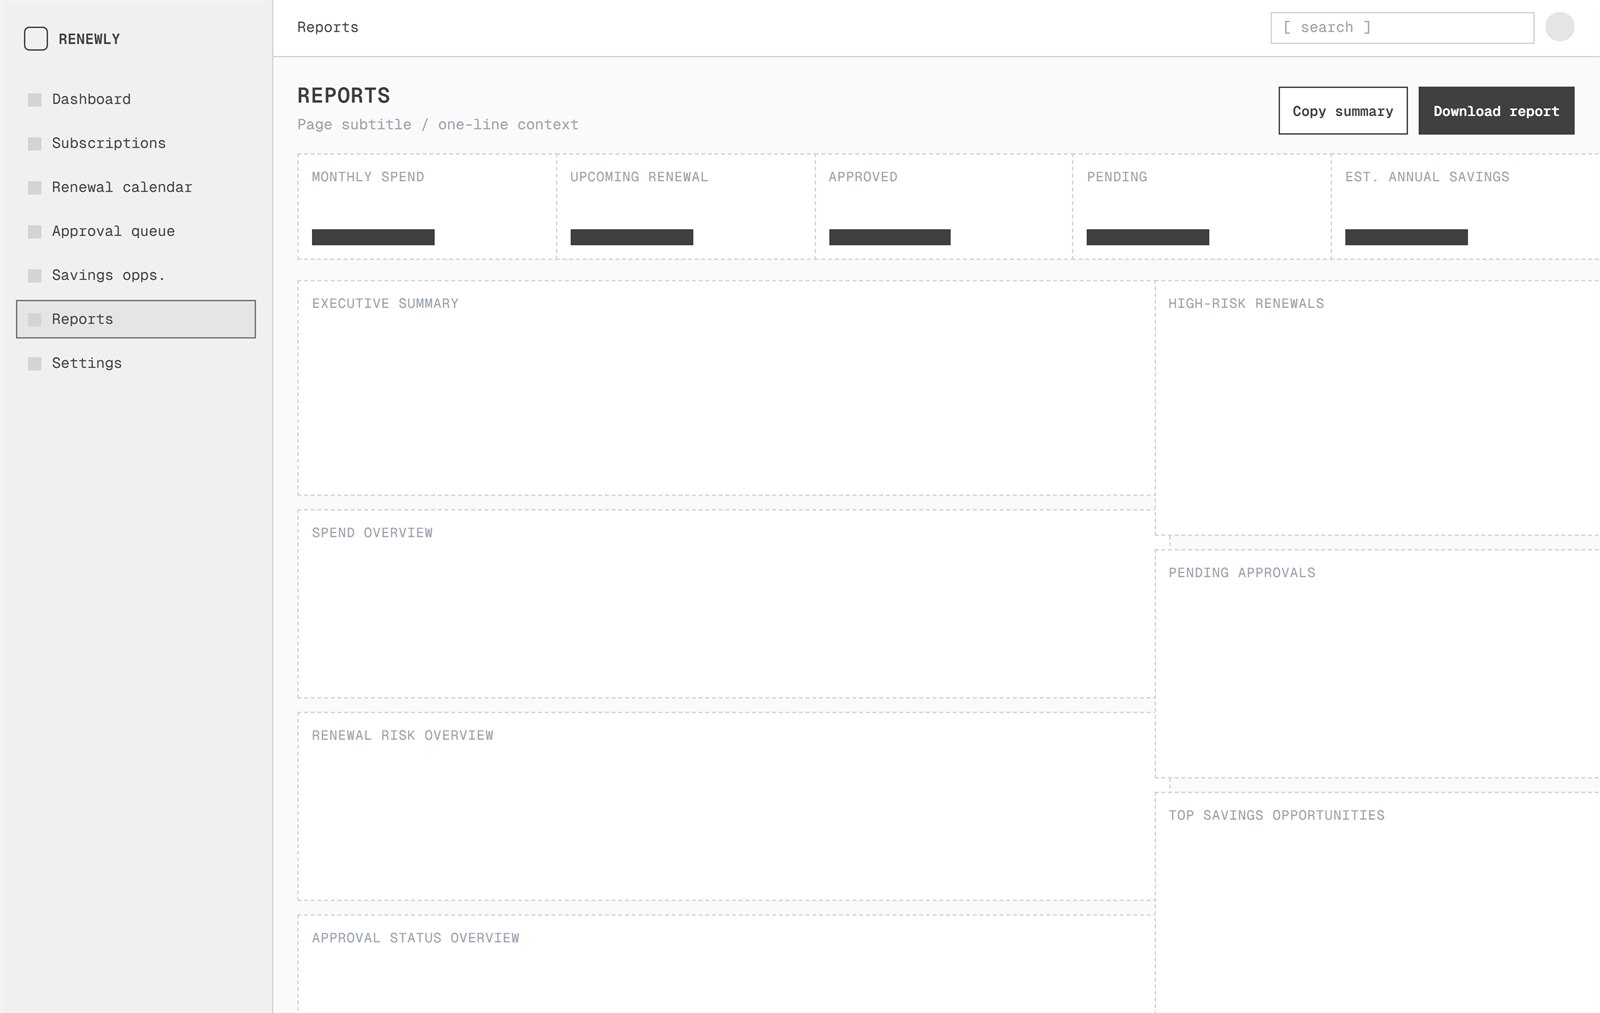 RENEWLY
Dashboard
Subscriptions
Renewal calendar
Approval queue
Savings opps.
Reports
Settings
Reports
[ search ]
REPORTS
Page subtitle / one-line context
Copy summary
Download report
MONTHLY SPEND
UPCOMING RENEWAL
APPROVED
PENDING
EST. ANNUAL SAVINGS
EXECUTIVE SUMMARY
SPEND OVERVIEW
RENEWAL RISK OVERVIEW
APPROVAL STATUS OVERVIEW
HIGH-RISK RENEWALS
PENDING APPROVALS
TOP SAVINGS OPPORTUNITIES